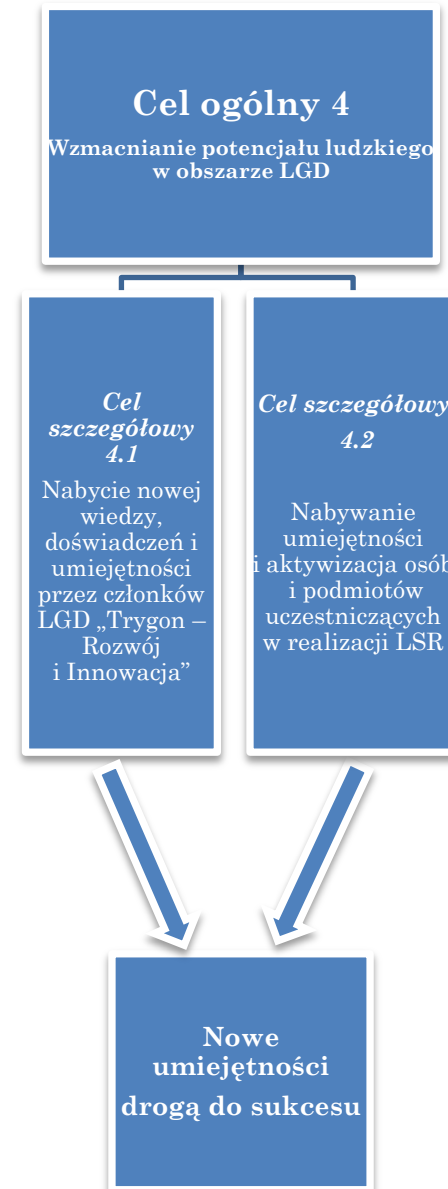 Cel ogólny 4
Wzmacnianie potencjału ludzkiego
w obszarze LGD
Cel
szczegółowy
4.1
Nabycie nowej
wiedzy,
doświadczeń i
umiejętności
przez członków
LGD „Trygon –
Rozwój
i Innowacja”
Cel szczegółowy
4.2
Nabywanie
umiejętności
i aktywizacja osób
i podmiotów
uczestniczących
w realizacji LSR
Nowe
umiejętności
drogą do sukcesu